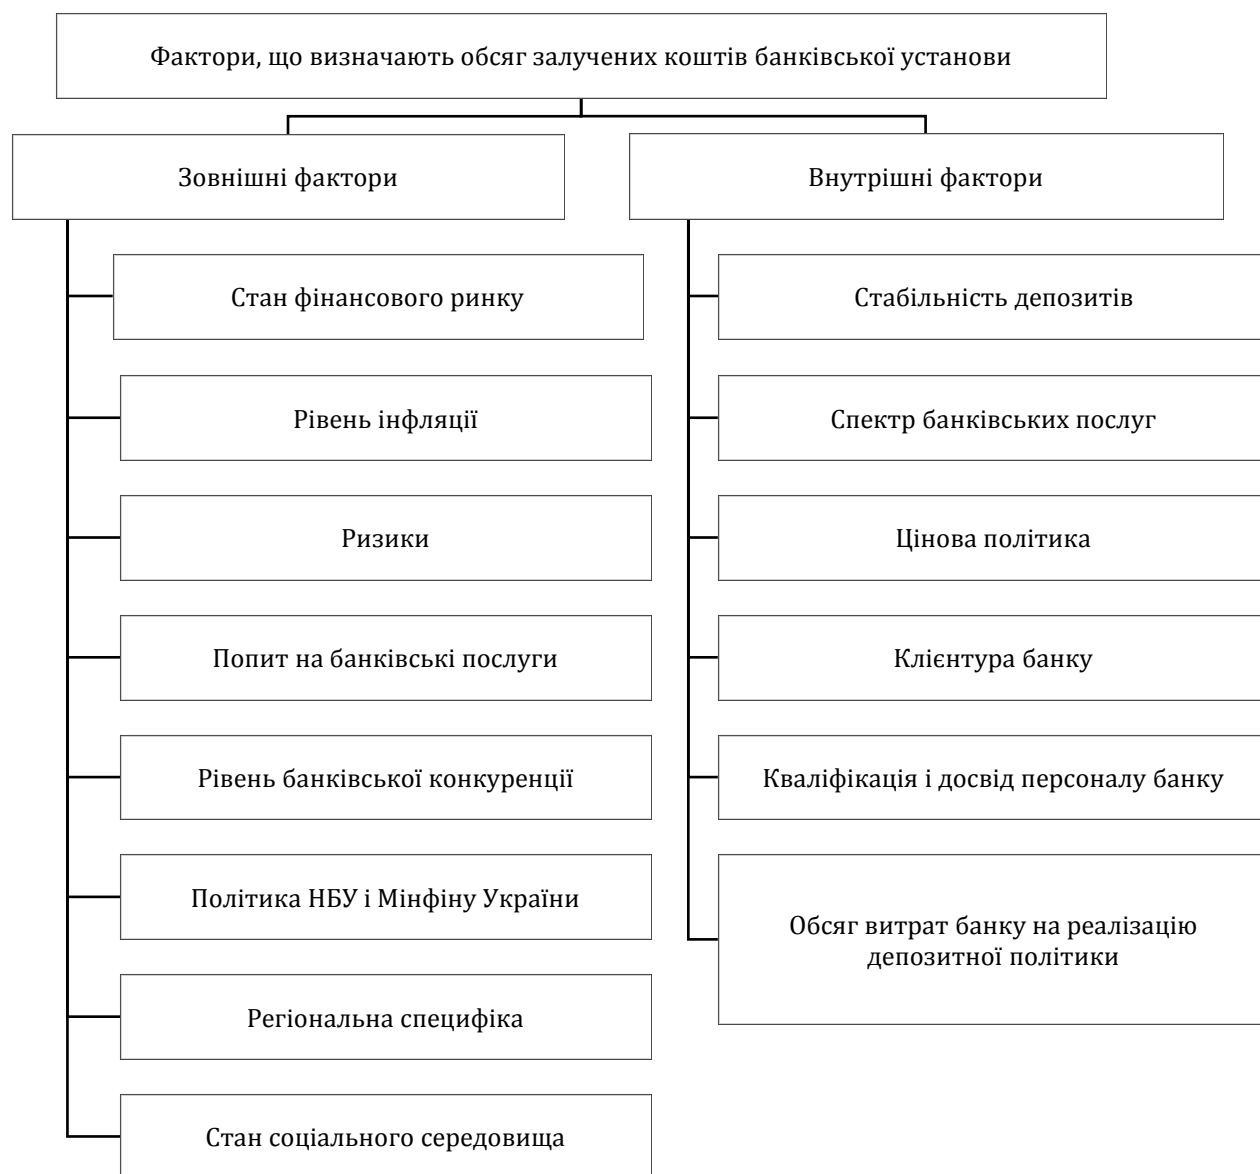 Фактори, що визначають обсяг залучених коштів банківської установи
Зовнішні фактори
Стан фінансового ринку
Рівень інфляції
Ризики
Попит на банківські послуги
Рівень банківської конкуренції
Політика НБУ і Мінфіну України
Регіональна специфіка
Стан соціального середовища
Внутрішні фактори
Стабільність депозитів
Спектр банківських послуг
Цінова політика
Клієнтура банку
Кваліфікація і досвід персоналу банку
Обсяг витрат банку на реалізацію
депозитної політики